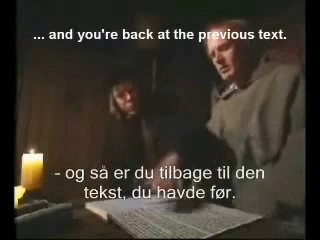 ... and you're back at the previous text.
- og så er du tilbage til den
tekst, du havde før.